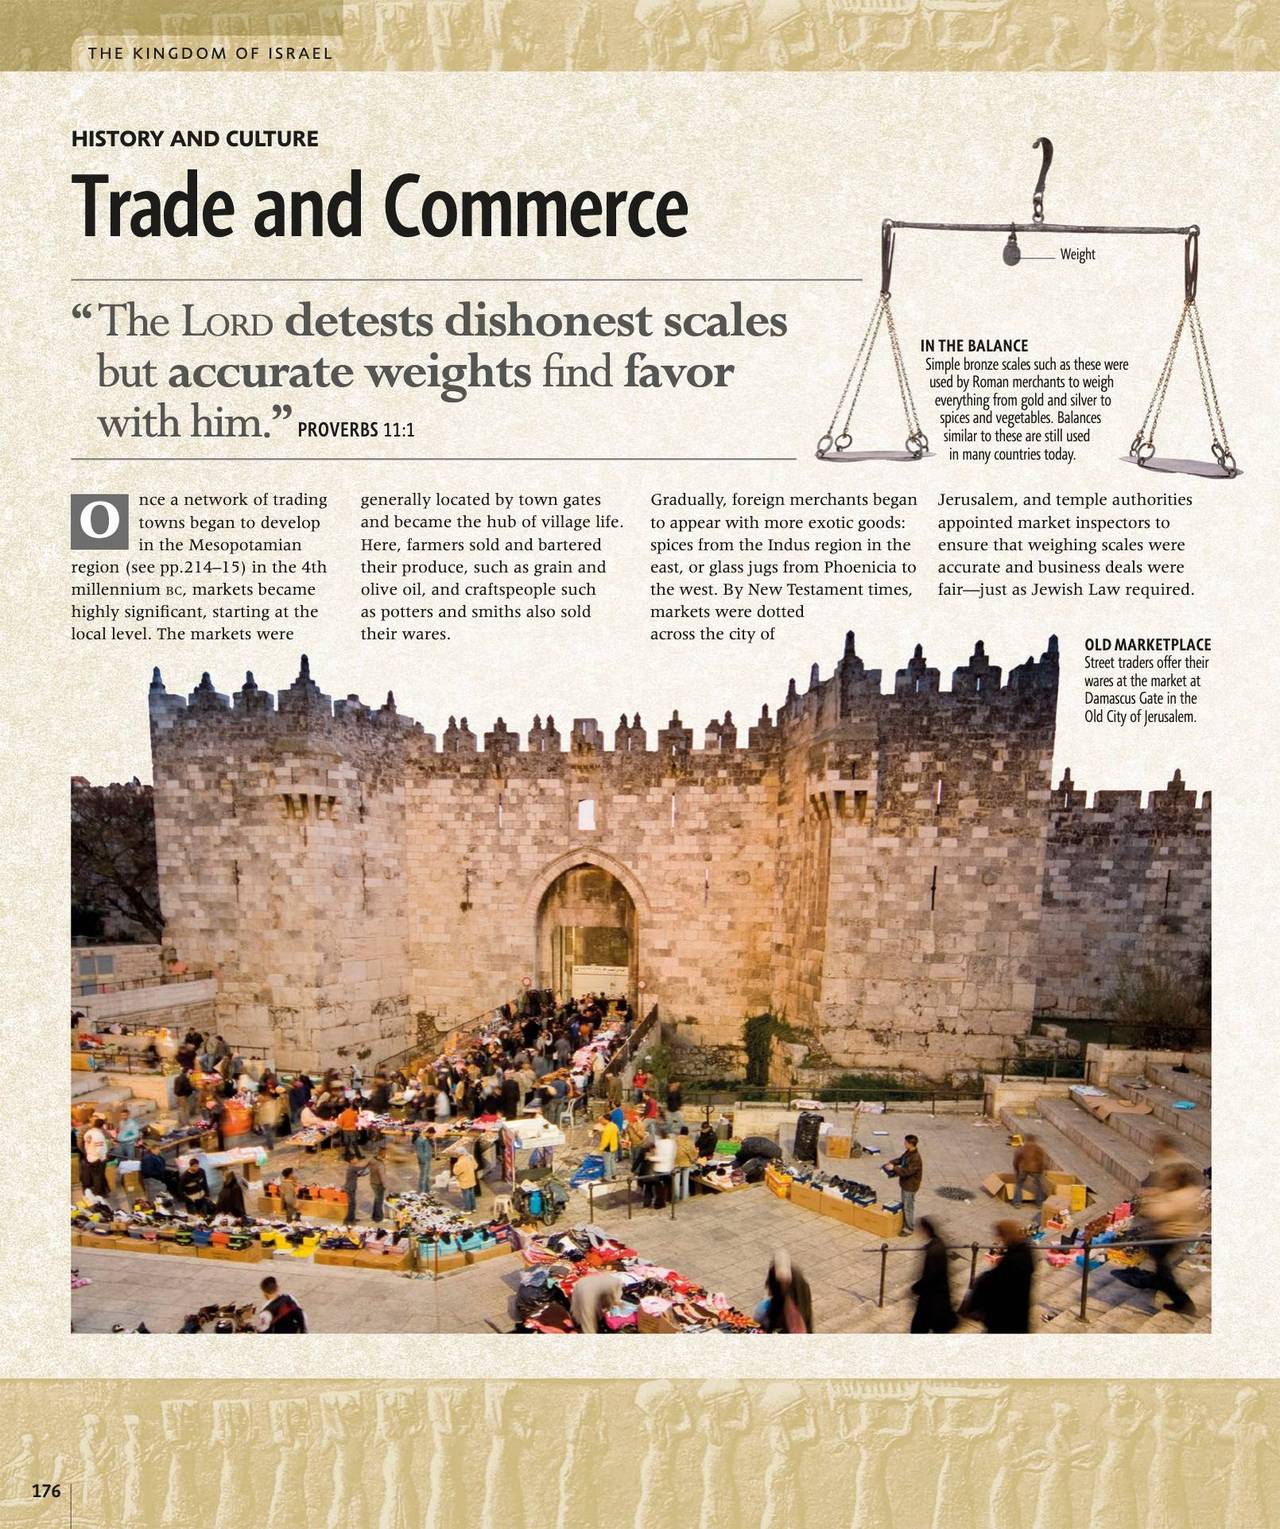 THE KINGDOM OF ISRAEL
HISTORY AND CULTURE
Trade and Commerce
“The LORD detests dishonest scales
but accurate weights find favor
with him.” PROVERBS 11:1
Weight
IN THE BALANCE
Simple bronze scales such as these were
used by Roman merchants to weigh
everything from gold and silver to
spices and vegetables. Balances
similar to these are still used
in many countries today.
Once a network of trading
towns began to develop
in the Mesopotamian
region (see pp.214–15) in the 4th
millennium BC, markets became
highly significant, starting at the
local level. The markets were
generally located by town gates
and became the hub of village life.
Here, farmers sold and bartered
their produce, such as grain and
olive oil, and craftspeople such
as potters and smiths also sold
their wares.
Gradually, foreign merchants began
to appear with more exotic goods:
spices from the Indus region in the
east, or glass jugs from Phoenicia to
the west. By New Testament times,
markets were dotted
across the city of
Jerusalem, and temple authorities
appointed market inspectors to
ensure that weighing scales were
accurate and business deals were
fair—just as Jewish Law required.
OLD MARKETPLACE
Street traders offer their
wares at the market at
Damascus Gate in the
Old City of Jerusalem.
176